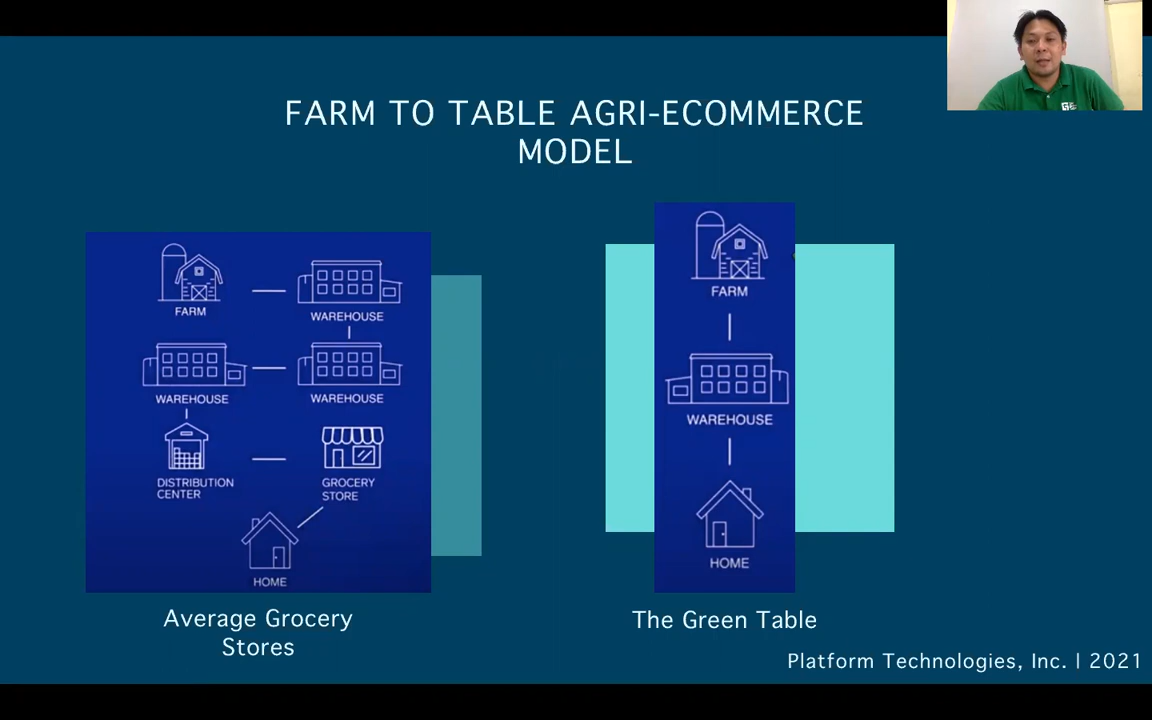 FARM TO TABLE AGRI-ECOMMERCE
MODEL
FARM
WAREHOUSE
WAREHOUSE
WAREHOUSE
DISTRIBUTION
CENTER
GROCERY
STORE
HOME
Average Grocery
Stores
FARM
WAREHOUSE
HOME
The Green Table
Platform Technologies, Inc. | 2021